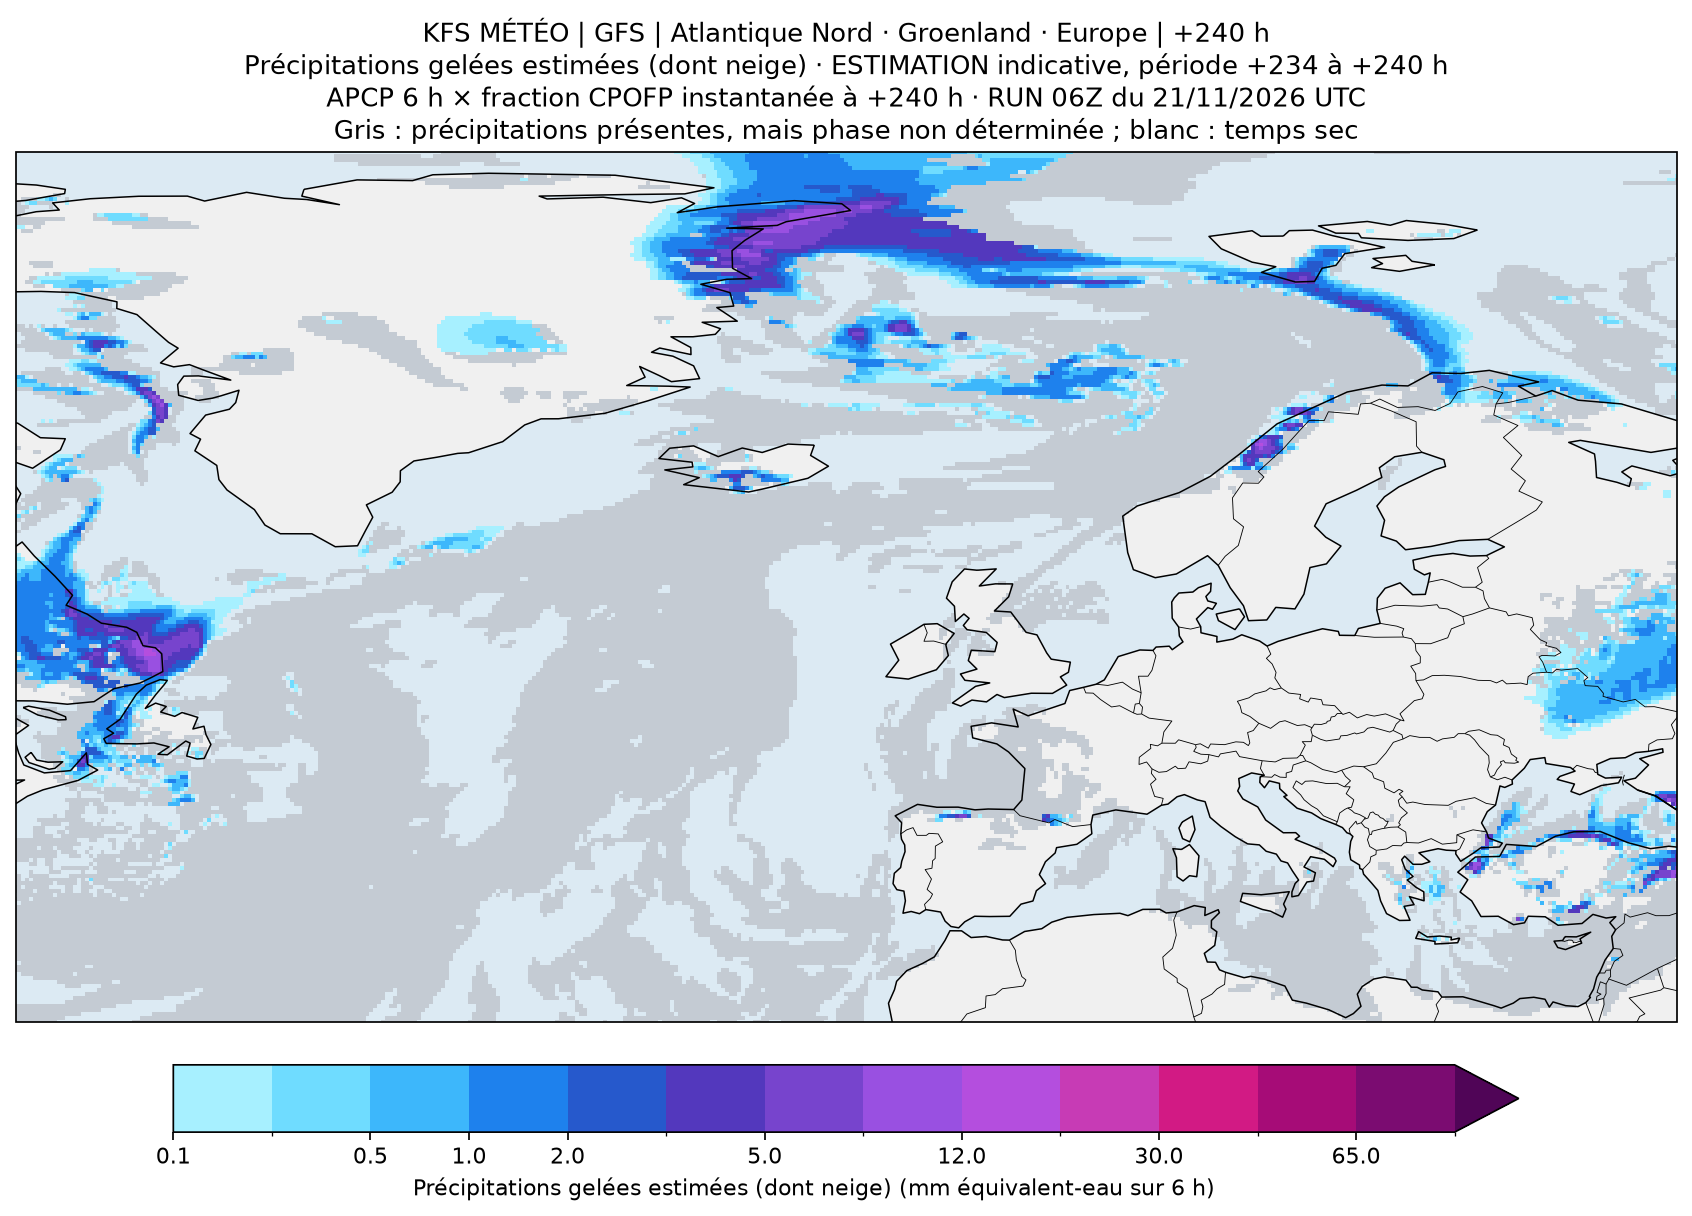 KFS MÉTÉO | GFS | Atlantique Nord · Groenland · Europe | +240 h
Précipitations gelées estimées (dont neige) · ESTIMATION indicative, période +234 à +240 h
APCP 6 h × fraction CPOFP instantanée à +240 h · RUN 06Z du 21/11/2026 UTC
Gris : précipitations présentes, mais phase non déterminée ; blanc : temps sec
0.1 0.5 1.0 2.0 5.0 12.0 30.0 65.0
Précipitations gelées estimées (dont neige) (mm équivalent-eau sur 6 h)